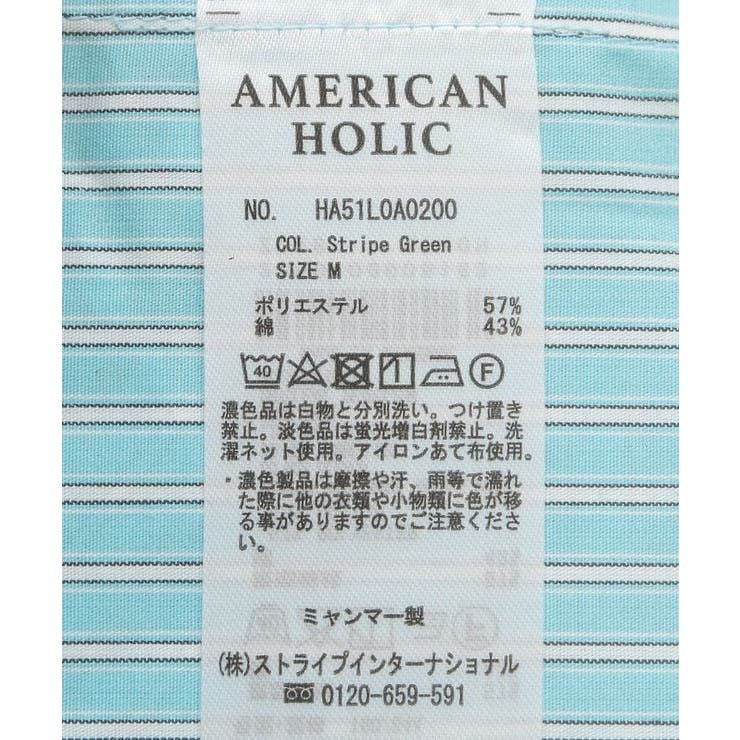 AMERICAN
HOLIC
NO. HA51L0A0200
COL. Stripe Green
SIZE M
ポリエステル 57%
綿 43%
40 F
濃色品は白物と分別洗い。つけ置き
禁止。淡色品は蛍光増白剤禁止。洗
濯ネット使用。アイロンあて布使用。
・濃色製品は摩擦や汗、雨等で濡れ
た際に他の衣類や小物類に色が移
る事がありますのでご注意くださ
い。
ミャンマー製
(株)ストライプインターナショナル
0120-659-591